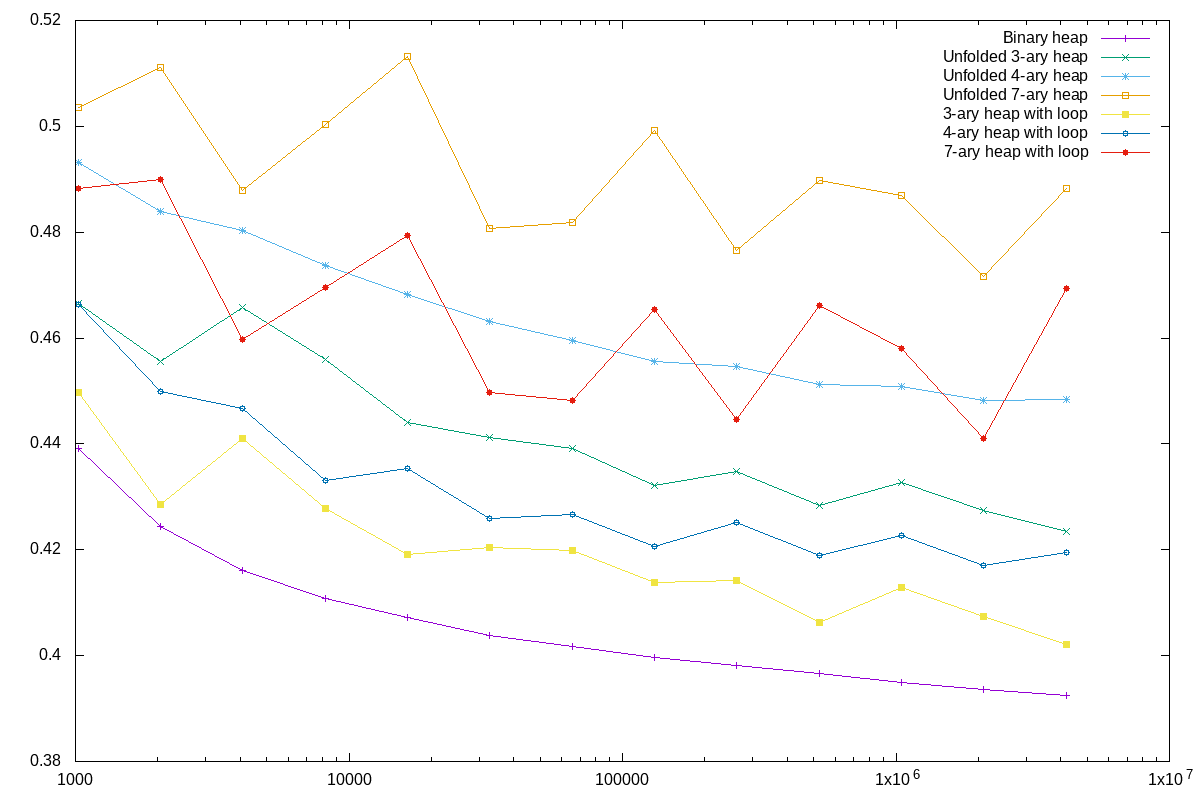 0.52
0.5
0.48
0.46
0.44
0.42
0.4
0.38
1000 10000 100000 1x10^6 1x10^7
Binary heap
Unfolded 3-ary heap
Unfolded 4-ary heap
Unfolded 7-ary heap
3-ary heap with loop
4-ary heap with loop
7-ary heap with loop